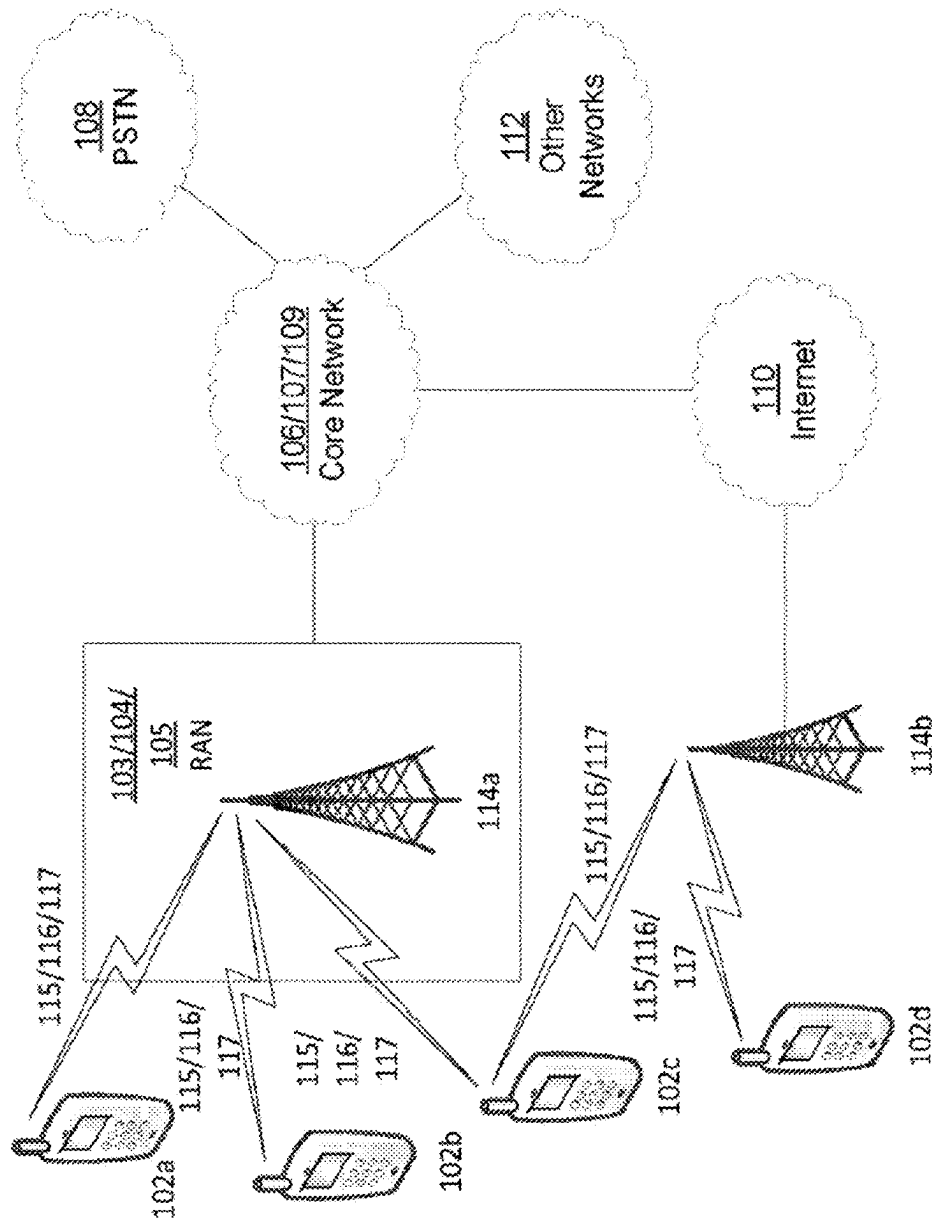 108
PSTN
106/107/109
Core Network
112
Other
Networks
103/104/
105
RAN
114a
110
Internet
115/116/117
115/116/
117
115/
116/
117
115/116/117
115/116/
117
114b
102a
102b
102c
102d